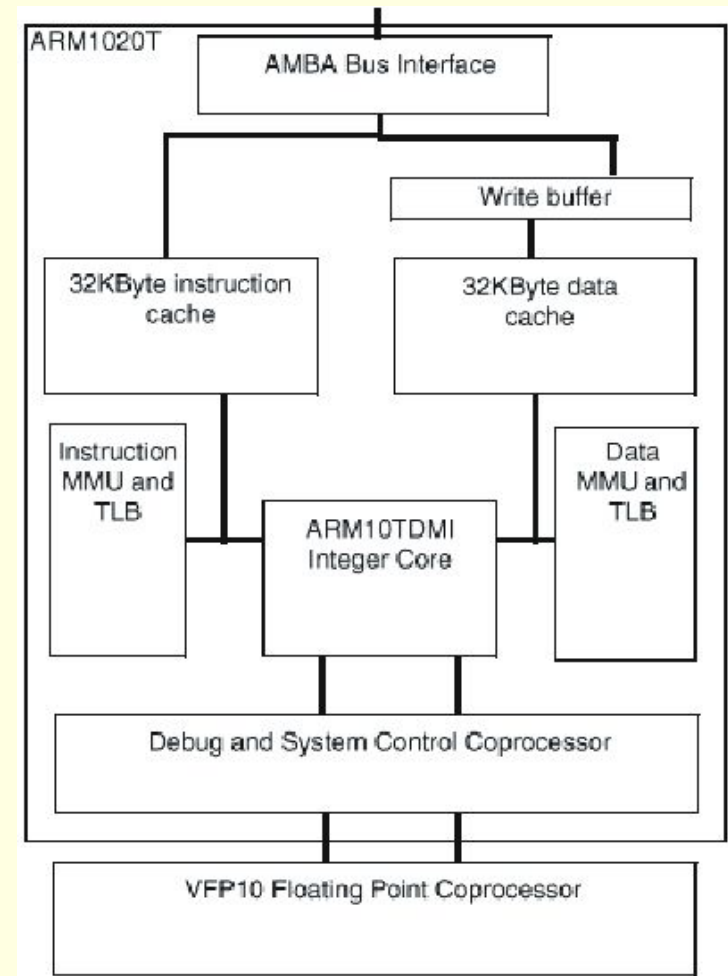 ARM1020T
AMBA Bus Interface
Write buffer
32KByte instruction
cache
32KByte data
cache
Instruction
MMU and
TLB
ARM10TDMI
Integer Core
Data
MMU and
TLB
Debug and System Control Coprocessor
VFP10 Floating Point Coprocessor